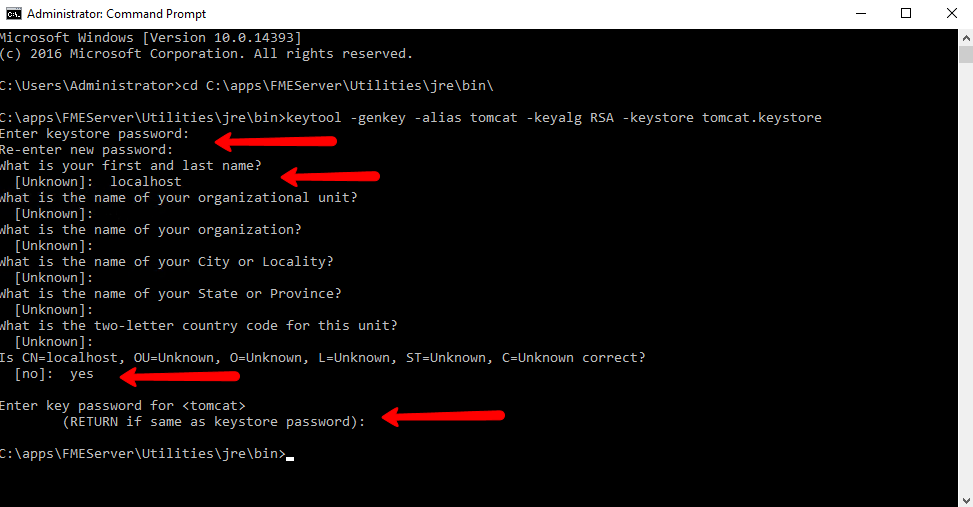 Administrator: Command Prompt
Microsoft Windows [Version 10.0.14393]
(c) 2016 Microsoft Corporation. All rights reserved.
C:\Users\Administrator>cd C:\apps\FMEServer\Utilities\jre\bin\
C:\apps\FMEServer\Utilities\jre\bin>keytool -genkey -alias tomcat -keyalg RSA -keystore tomcat.keystore
Enter keystore password:
Re-enter new password:
What is your first and last name?
  [Unknown]:  localhost
What is the name of your organizational unit?
  [Unknown]:
What is the name of your organization?
  [Unknown]:
What is the name of your City or Locality?
  [Unknown]:
What is the name of your State or Province?
  [Unknown]:
What is the two-letter country code for this unit?
  [Unknown]:
Is CN=localhost, OU=Unknown, O=Unknown, L=Unknown, ST=Unknown, C=Unknown correct?
  [no]:  yes
Enter key password for <tomcat>
        (RETURN if same as keystore password):
C:\apps\FMEServer\Utilities\jre\bin>